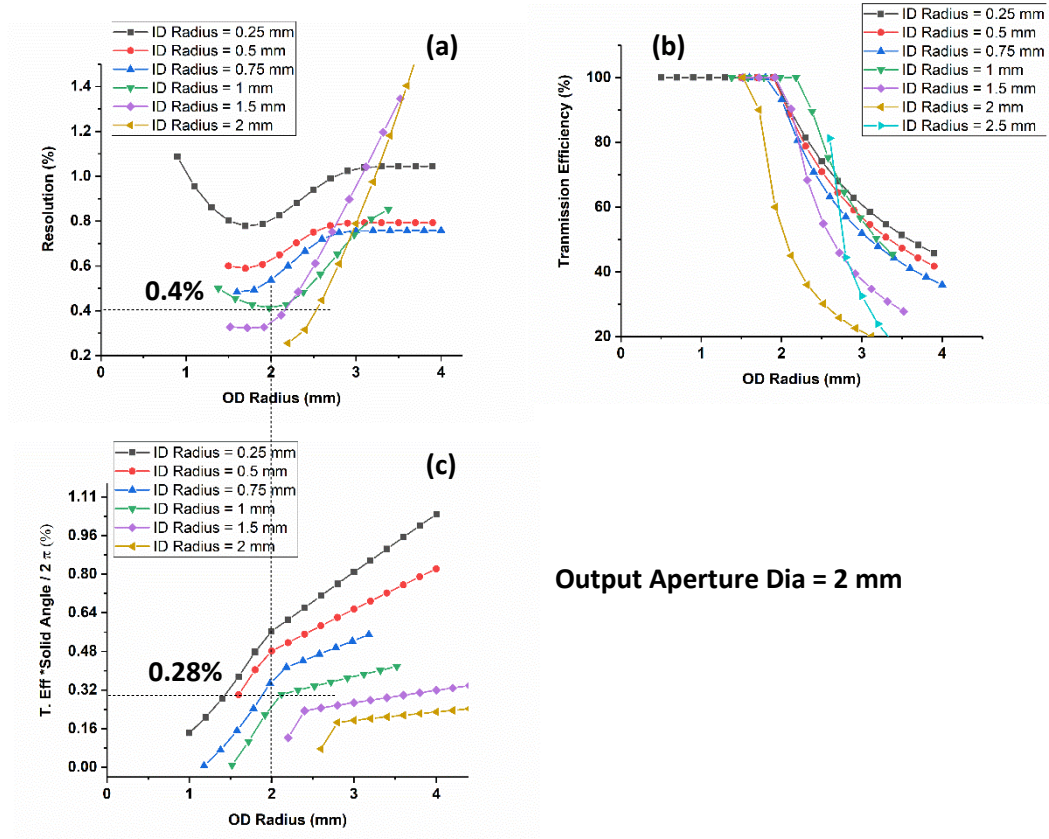 ID Radius = 0.25 mm
ID Radius = 0.5 mm
ID Radius = 0.75 mm
ID Radius = 1 mm
ID Radius = 1.5 mm
ID Radius = 2 mm
(a)
1.4
1.2
1.0
0.8
0.6
0.4
0.2
Resolution (%)
0.4%
0 1 2 3 4
OD Radius (mm)
ID Radius = 0.25 mm
ID Radius = 0.5 mm
ID Radius = 0.75 mm
ID Radius = 1 mm
ID Radius = 1.5 mm
ID Radius = 2 mm
ID Radius = 2.5 mm
(b)
100
80
60
40
20
Tranmission Efficiency (%)
0 1 2 3 4
OD Radius (mm)
ID Radius = 0.25 mm
ID Radius = 0.5 mm
ID Radius = 0.75 mm
ID Radius = 1 mm
ID Radius = 1.5 mm
ID Radius = 2 mm
(c)
1.11
0.96
0.80
0.64
0.48
0.32
0.16
0.00
T. Eff *Solid Angle / 2 π (%)
0.28%
0 1 2 3 4
OD Radius (mm)
Output Aperture Dia = 2 mm